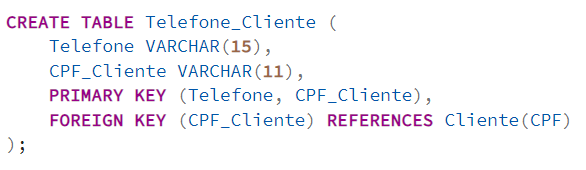 CREATE TABLE Telefone_Cliente (
    Telefone VARCHAR(15),
    CPF_Cliente VARCHAR(11),
    PRIMARY KEY (Telefone, CPF_Cliente),
    FOREIGN KEY (CPF_Cliente) REFERENCES Cliente(CPF)
);